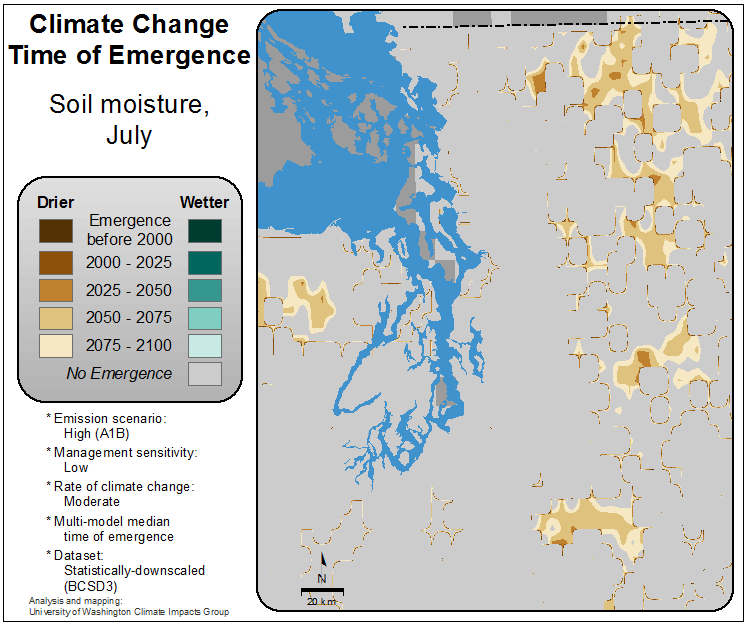 Climate Change
Time of Emergence
Soil moisture,
July
Drier
Wetter
Emergence
before 2000
2000 - 2025
2025 - 2050
2050 - 2075
2075 - 2100
No Emergence
* Emission scenario:
High (A1B)
* Management sensitivity:
Low
* Rate of climate change:
Moderate
* Multi-model median
time of emergence
* Dataset:
Statistically-downscaled
(BCSD3)
Analysis and mapping:
University of Washington Climate Impacts Group
N
20 km